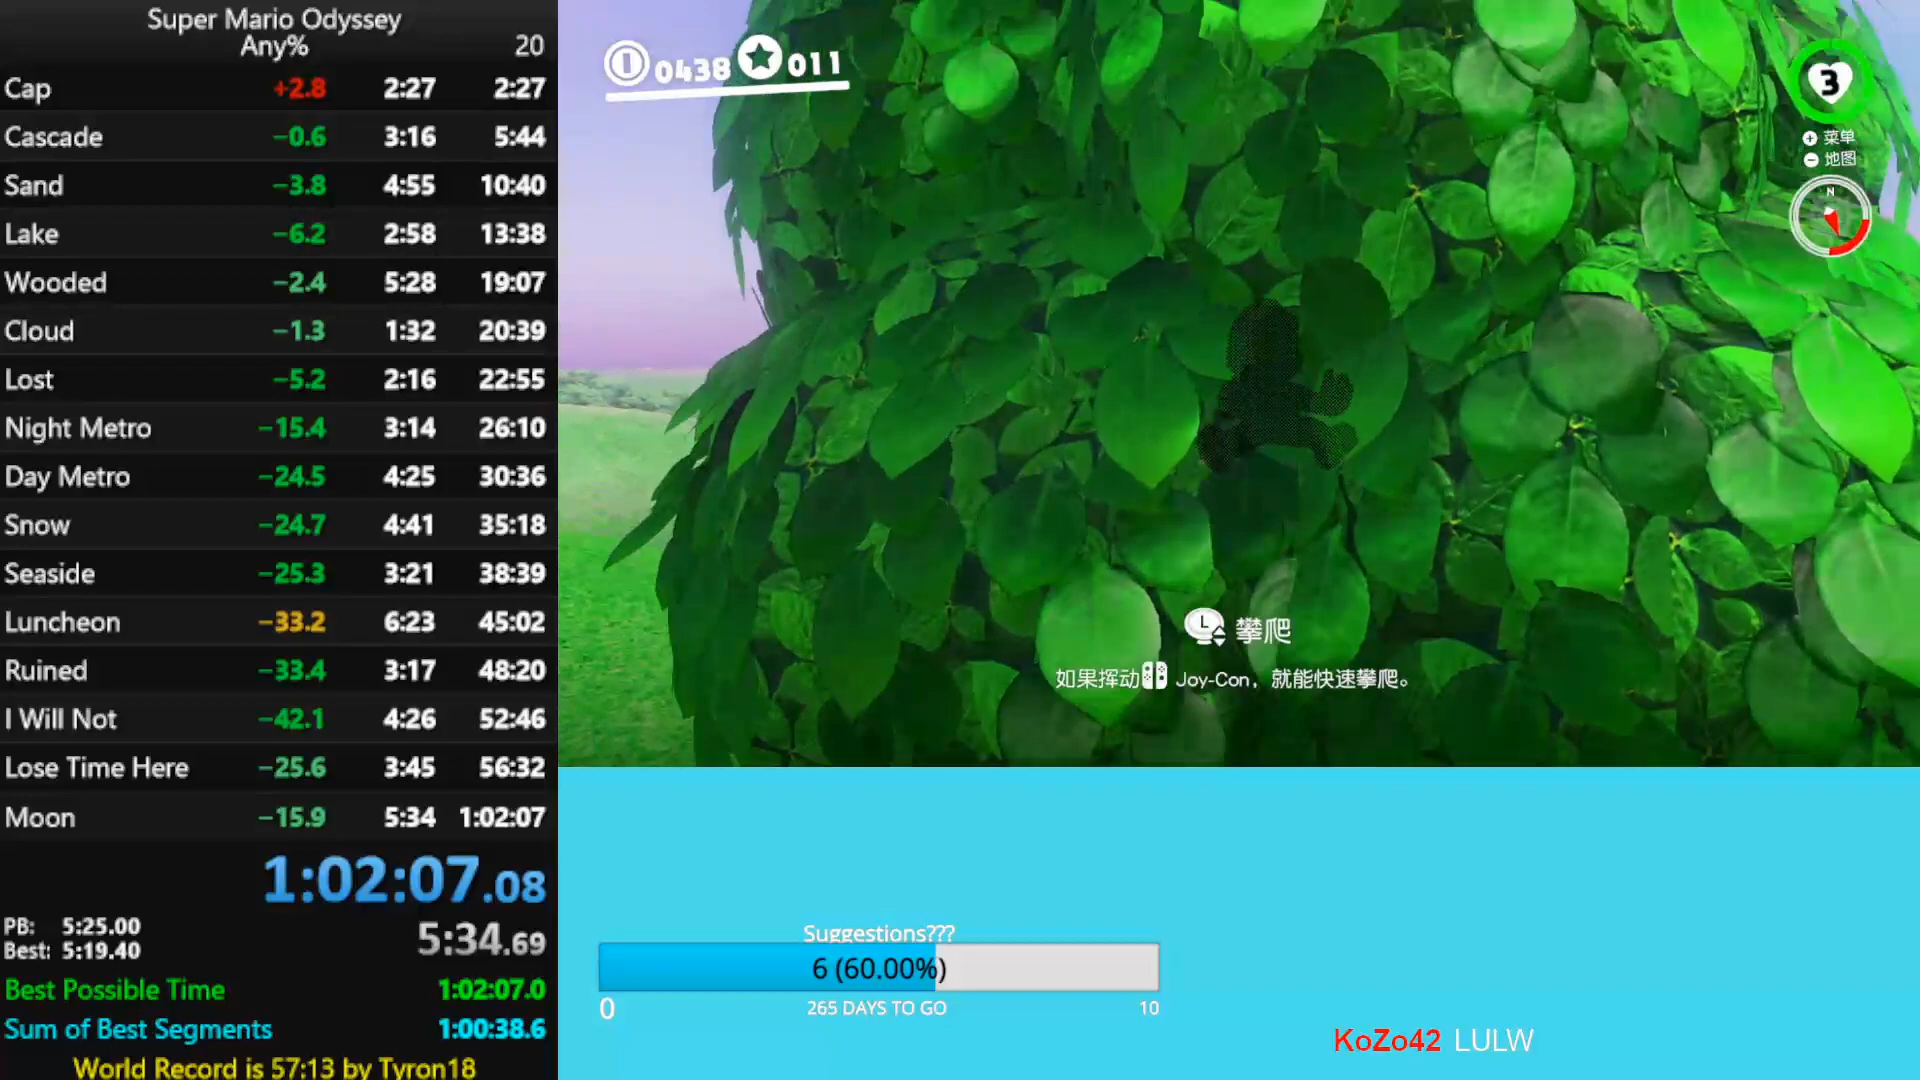 Super Mario Odyssey
Any% 20
Cap +2.8 2:27 2:27
Cascade −0.6 3:16 5:44
Sand −3.8 4:55 10:40
Lake −6.2 2:58 13:38
Wooded −2.4 5:28 19:07
Cloud −1.3 1:32 20:39
Lost −5.2 2:16 22:55
Night Metro −15.4 3:14 26:10
Day Metro −24.5 4:25 30:36
Snow −24.7 4:41 35:18
Seaside −25.3 3:21 38:39
Luncheon −33.2 6:23 45:02
Ruined −33.4 3:17 48:20
I Will Not −42.1 4:26 52:46
Lose Time Here −25.6 3:45 56:32
Moon −15.9 5:34 1:02:07
1:02:07.08
PB: 5:25.00
Best: 5:19.40
5:34.69
Best Possible Time 1:02:07.0
Sum of Best Segments 1:00:38.6
World Record is 57:13 by Tyron18
0438 011
3
菜单
地图
N
L 攀爬
如果挥动 Joy-Con，就能快速攀爬。
Suggestions???
6 (60.00%)
0 265 DAYS TO GO 10
KoZo42 LULW